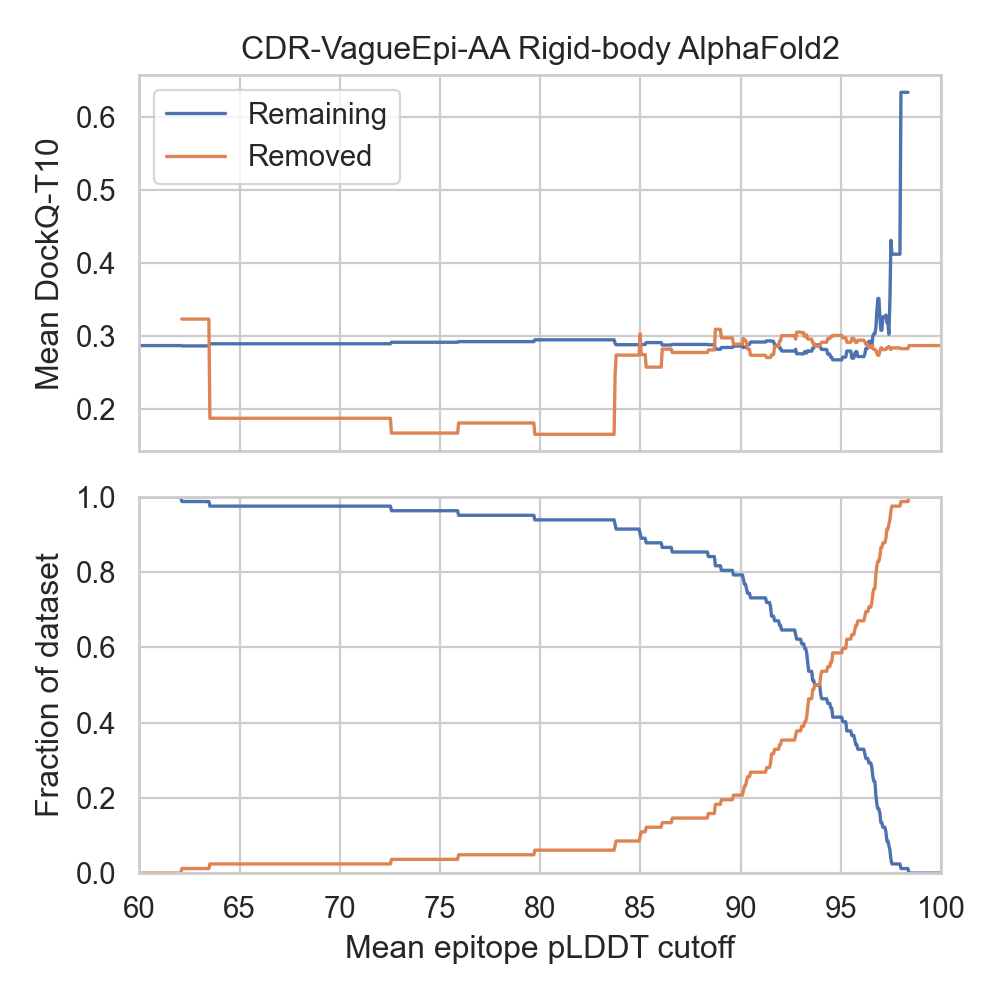 CDR-VagueEpi-AA Rigid-body AlphaFold2
Mean DockQ-T10
0.6
0.5
0.4
0.3
0.2
Remaining
Removed
Fraction of dataset
1.0
0.8
0.6
0.4
0.2
0.0
60 65 70 75 80 85 90 95 100
Mean epitope pLDDT cutoff